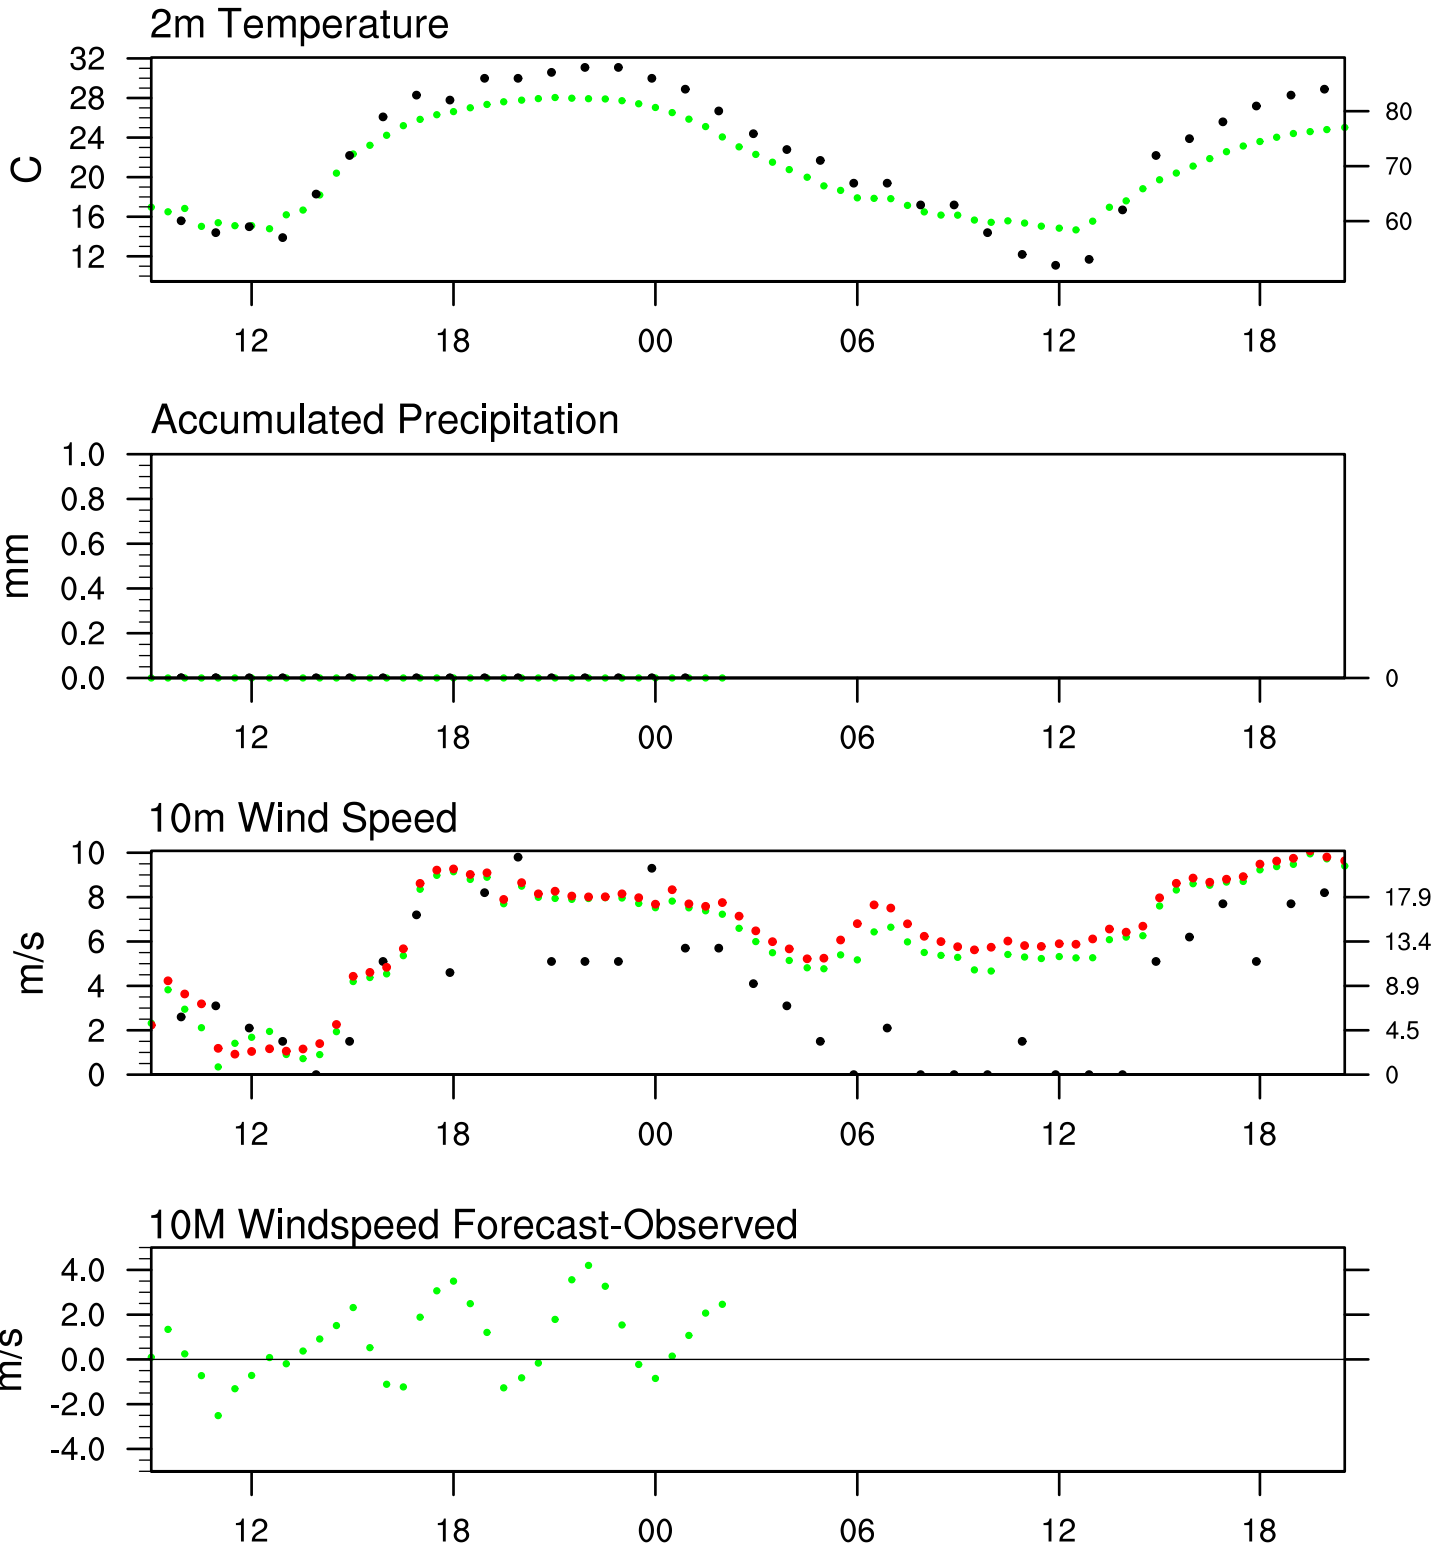 2m Temperature
32
28
24
20
16
12
C
80
70
60
12 18 00 06 12 18
Accumulated Precipitation
1.0
0.8
0.6
0.4
0.2
0.0
mm
0
12 18 00 06 12 18
10m Wind Speed
10
8
6
4
2
0
m/s
17.9
13.4
8.9
4.5
0
12 18 00 06 12 18
10M Windspeed Forecast-Observed
4.0
2.0
0.0
-2.0
-4.0
m/s
12 18 00 06 12 18